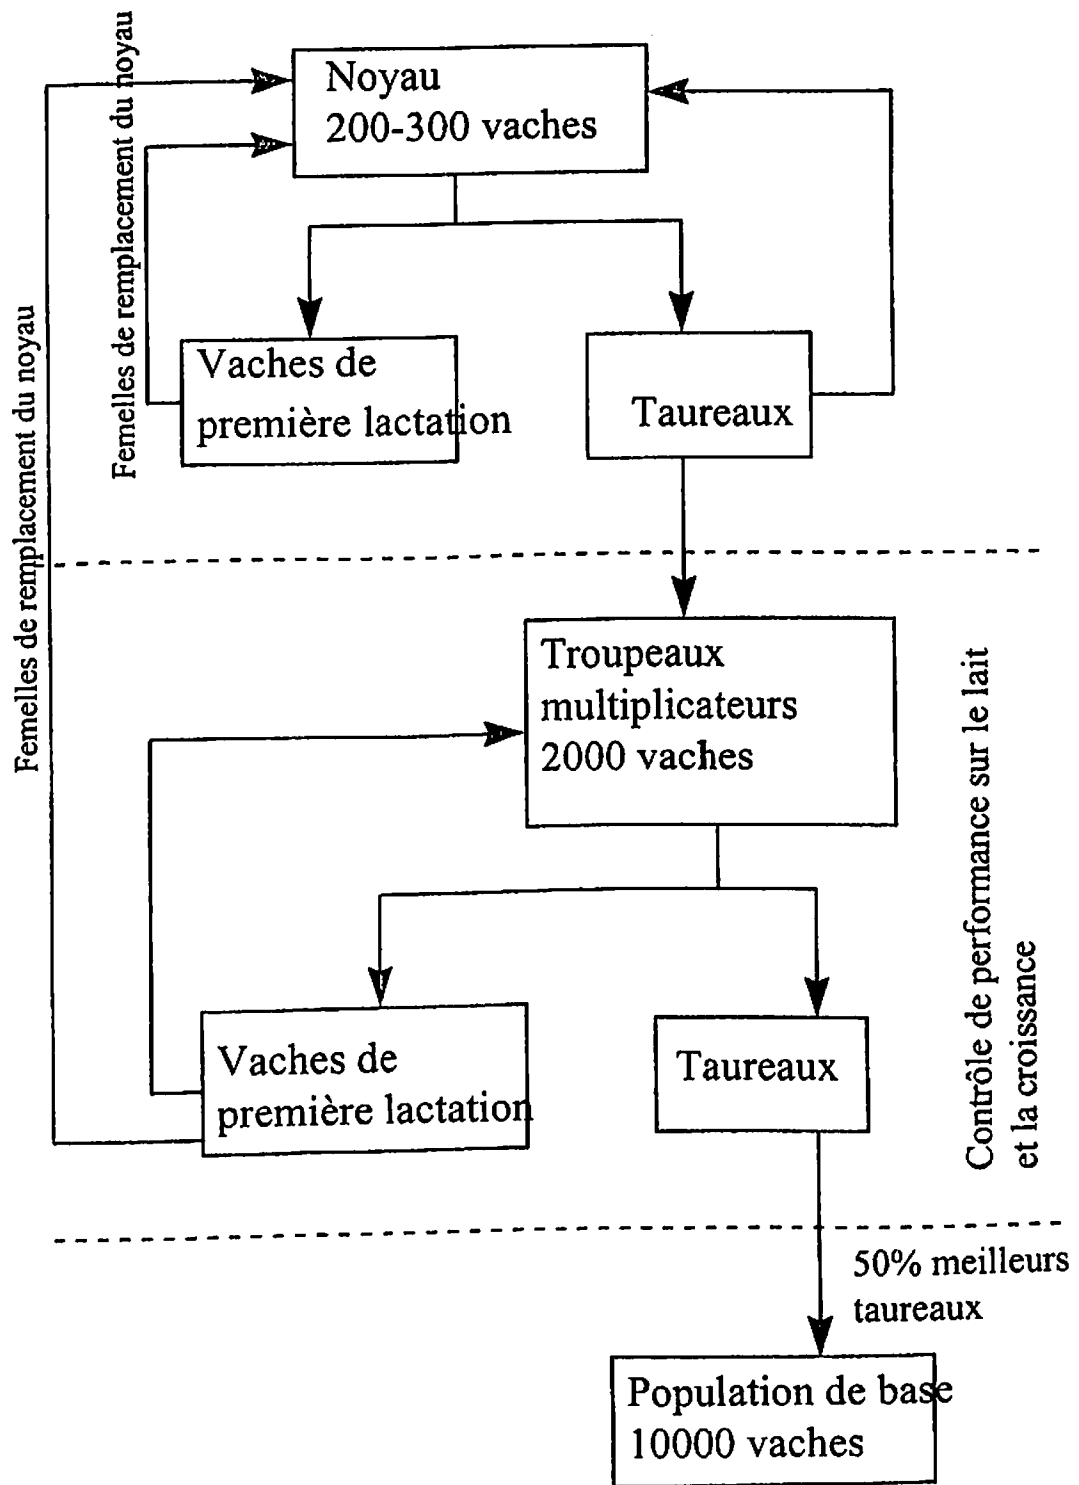 Femelles de remplacement du noyau
Femelles de remplacement du noyau
Noyau
200-300 vaches
Vaches de
première lactation
Taureaux
Troupeaux
multiplicateurs
2000 vaches
Contrôle de performance sur le lait
et la croissance
Vaches de
première lactation
Taureaux
50% meilleurs
taureaux
Population de base
10000 vaches